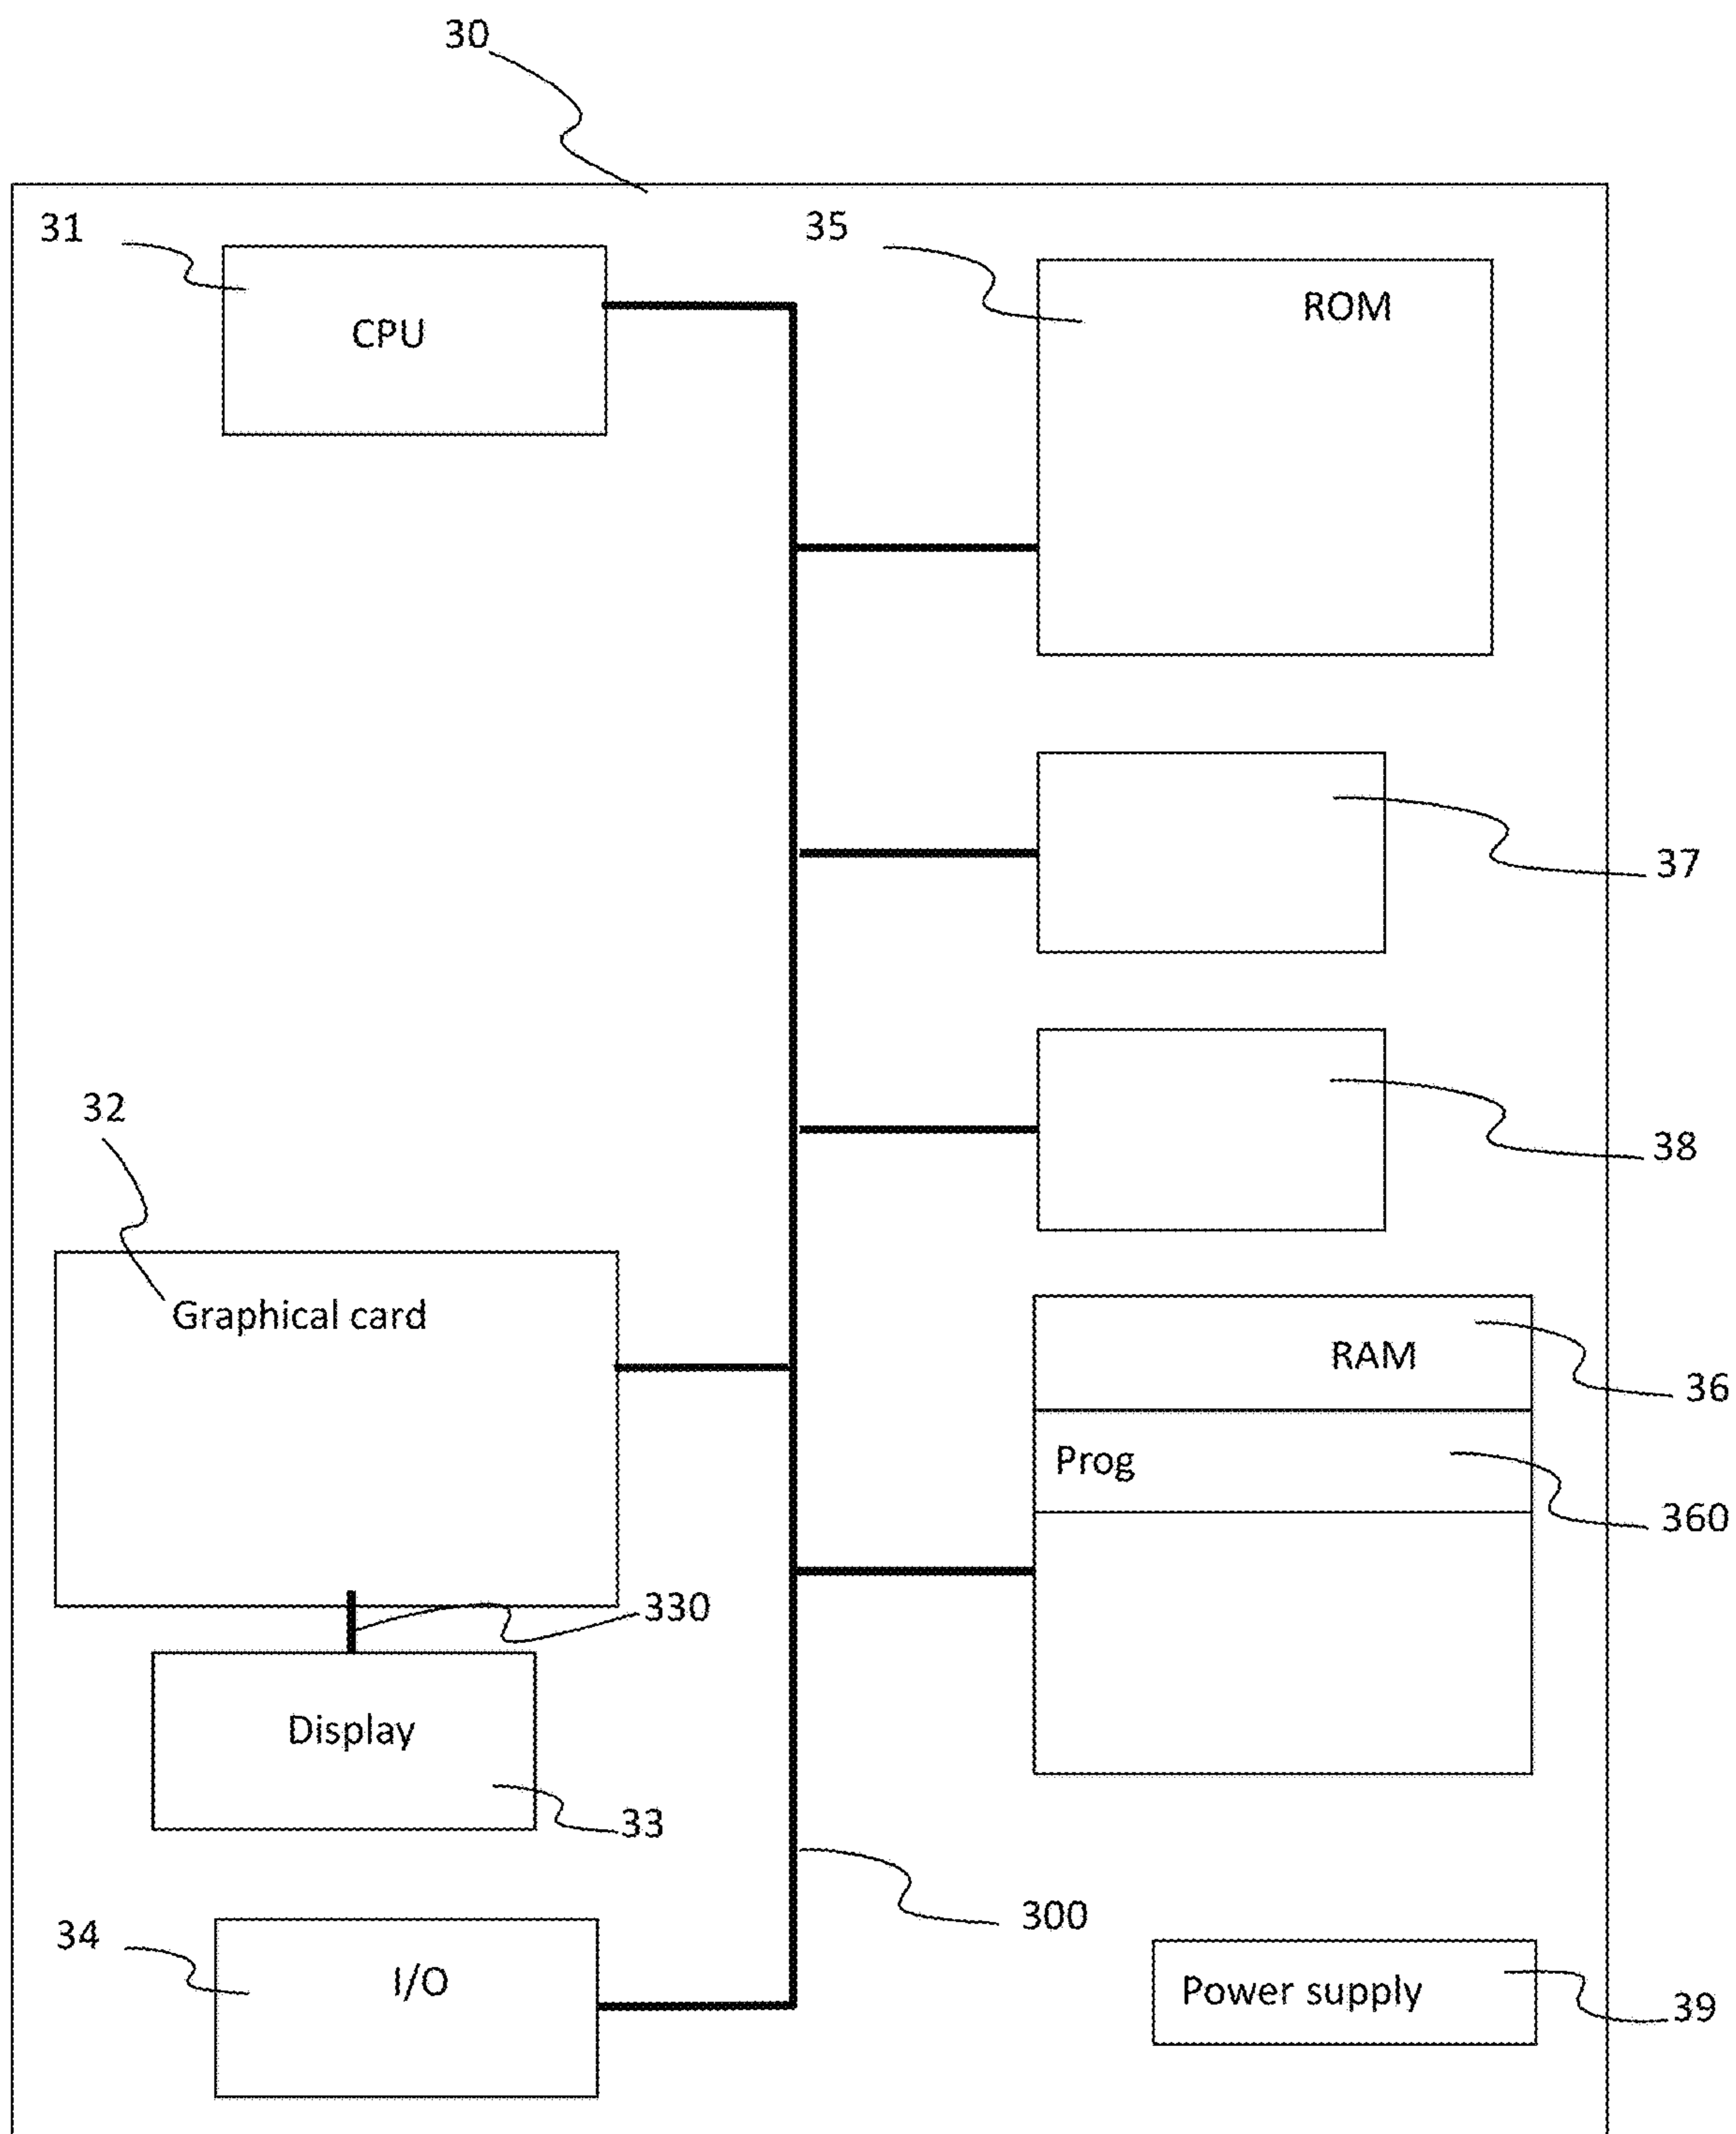 30
31
CPU
35
ROM
37
38
32
Graphical card
RAM
36
Prog
360
330
Display
33
300
34
I/O
Power supply
39